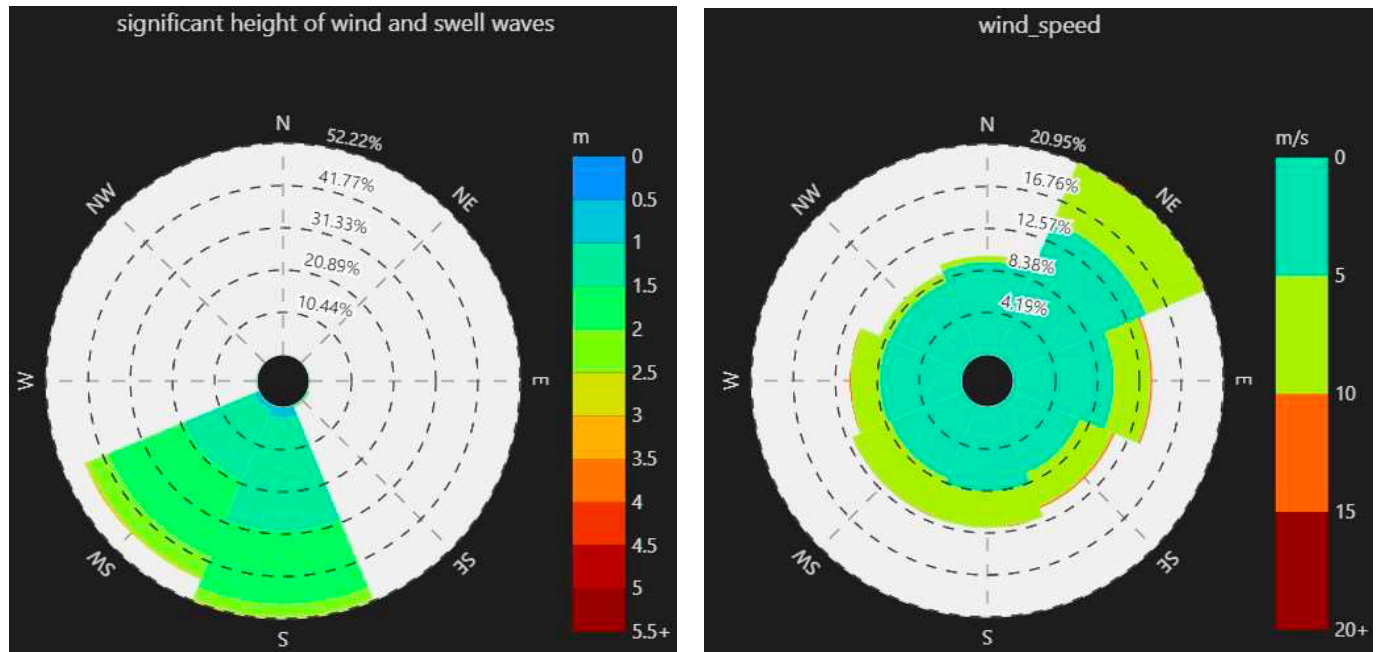 significant height of wind and swell waves
N
NE
E
SE
S
SW
W
NW
52.22%
41.77%
31.33%
20.89%
10.44%
m
0
0.5
1
1.5
2
2.5
3
3.5
4
4.5
5
5.5+
wind_speed
N
NE
E
SE
S
SW
W
NW
20.95%
16.76%
12.57%
8.38%
4.19%
m/s
0
5
10
15
20+